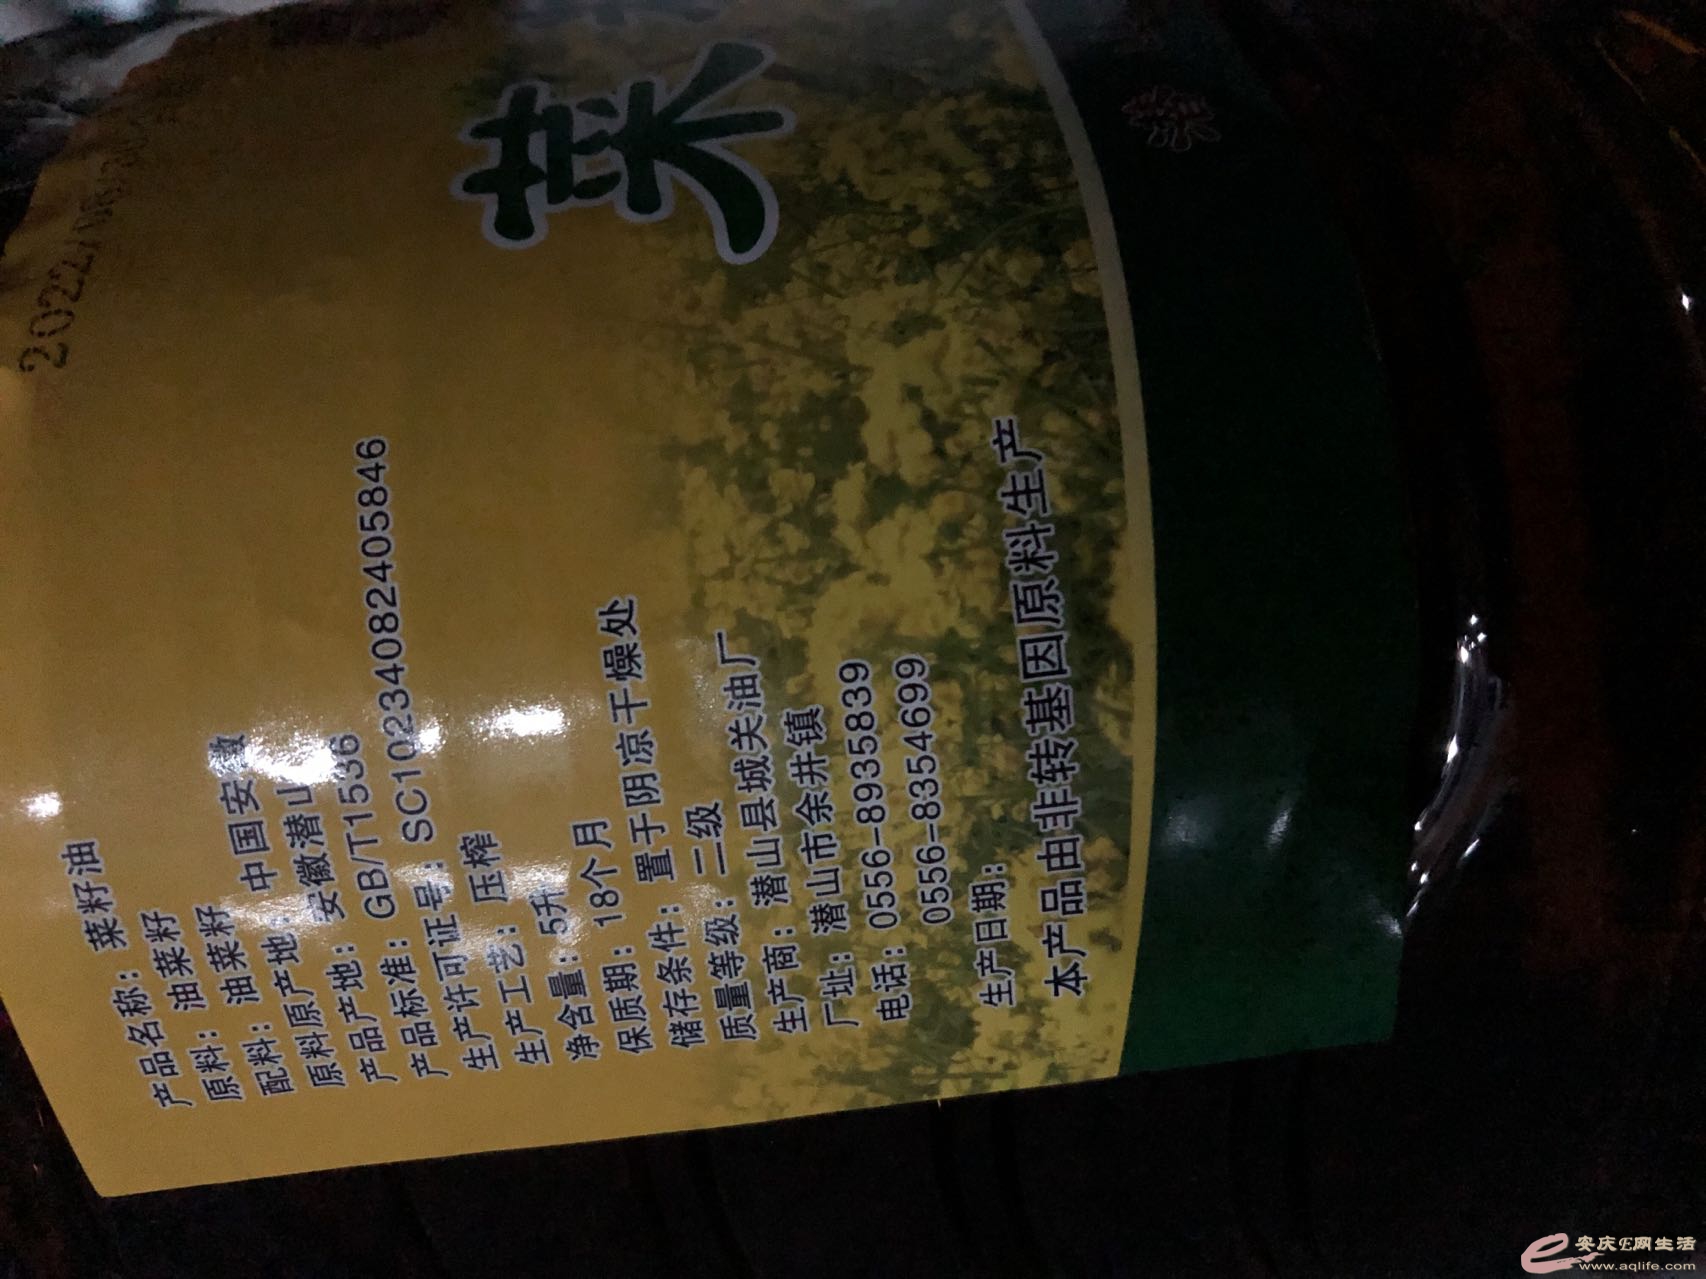 菜
产品名称： 菜籽油
原料： 油菜籽
配料： 油菜籽
原料原产地： 中国安徽
产品产地： 安徽潜山
产品标准： GB/T1536
生产许可证号： SC10234082405846
生产工艺： 压榨
净含量： 5升
保质期： 18个月
储存条件： 置于阴凉干燥处
质量等级： 二级
生产商： 潜山县城关油厂
厂址： 潜山市余井镇
电话： 0556-8935839
0556-8354699
生产日期：
本产品由非转基因原料生产
安庆E网生活
www.aqlife.com